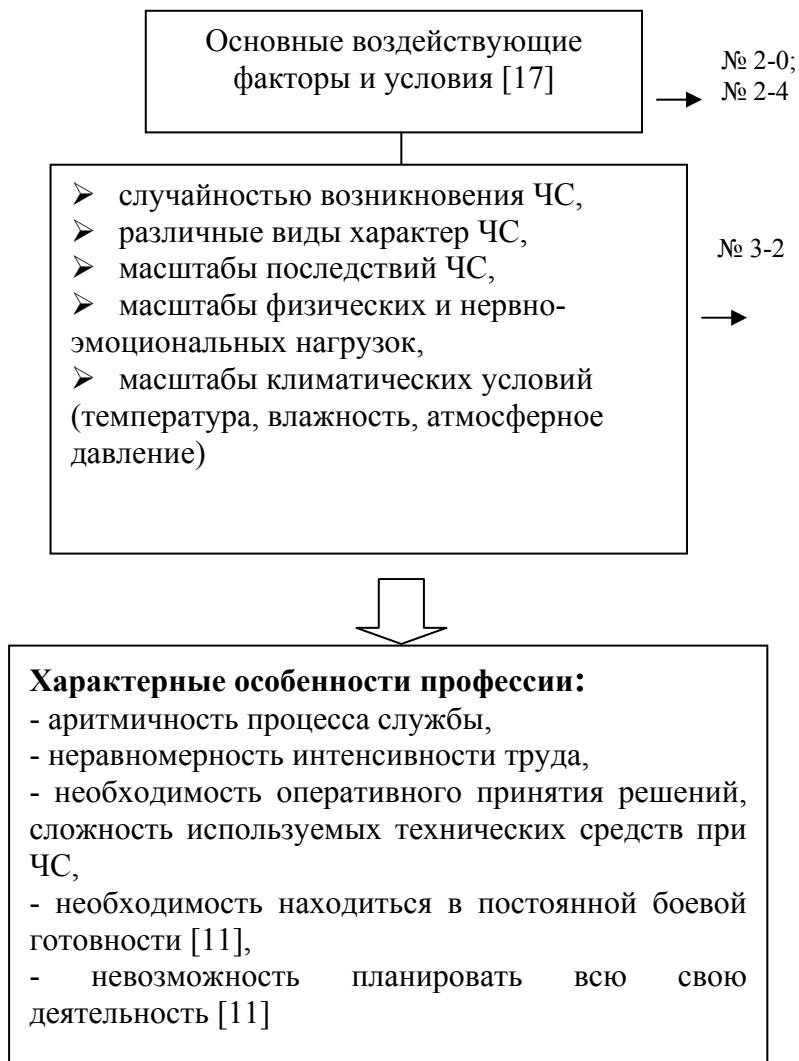 Основные воздействующие
факторы и условия [17]
№ 2-0;
№ 2-4
➢ случайностью возникновения ЧС,
➢ различные виды характер ЧС,
➢ масштабы последствий ЧС,
➢ масштабы физических и нервно-
эмоциональных нагрузок,
➢ масштабы климатических условий
(температура, влажность, атмосферное
давление)
№ 3-2
Характерные особенности профессии:
- аритмичность процесса службы,
- неравномерность интенсивности труда,
- необходимость оперативного принятия решений,
сложность используемых технических средств при
ЧС,
- необходимость находиться в постоянной боевой
готовности [11],
- невозможность планировать всю свою
деятельность [11]